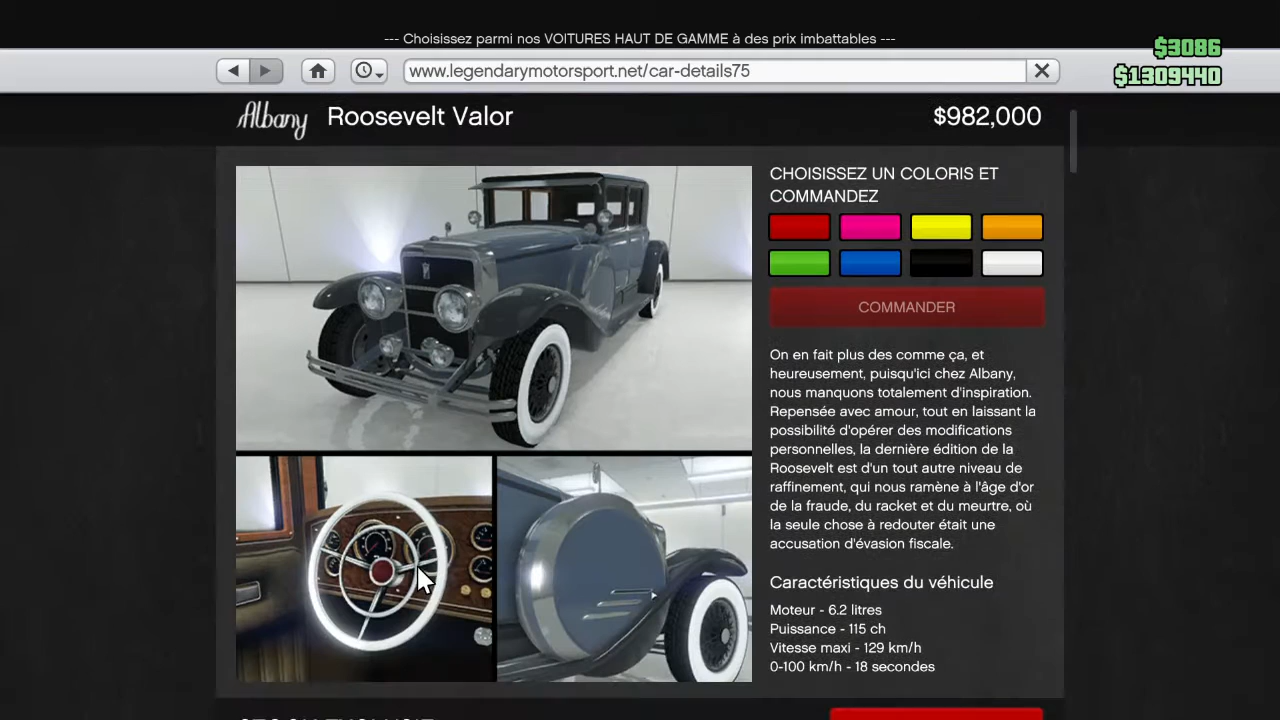 --- Choisissez parmi nos VOITURES HAUT DE GAMME à des prix imbattables ---
$3086
www.legendarymotorsport.net/car-details75
$1309440
Albany Roosevelt Valor
$982,000
CHOISISSEZ UN COLORIS ET
COMMANDEZ
COMMANDER
On en fait plus des comme ça, et
heureusement, puisqu'ici chez Albany,
nous manquons totalement d'inspiration.
Repensée avec amour, tout en laissant la
possibilité d'opérer des modifications
personnelles, la dernière édition de la
Roosevelt est d'un tout autre niveau de
raffinement, qui nous ramène à l'âge d'or
de la fraude, du racket et du meurtre, où
la seule chose à redouter était une
accusation d'évasion fiscale.
Caractéristiques du véhicule
Moteur - 6.2 litres
Puissance - 115 ch
Vitesse maxi - 129 km/h
0-100 km/h - 18 secondes